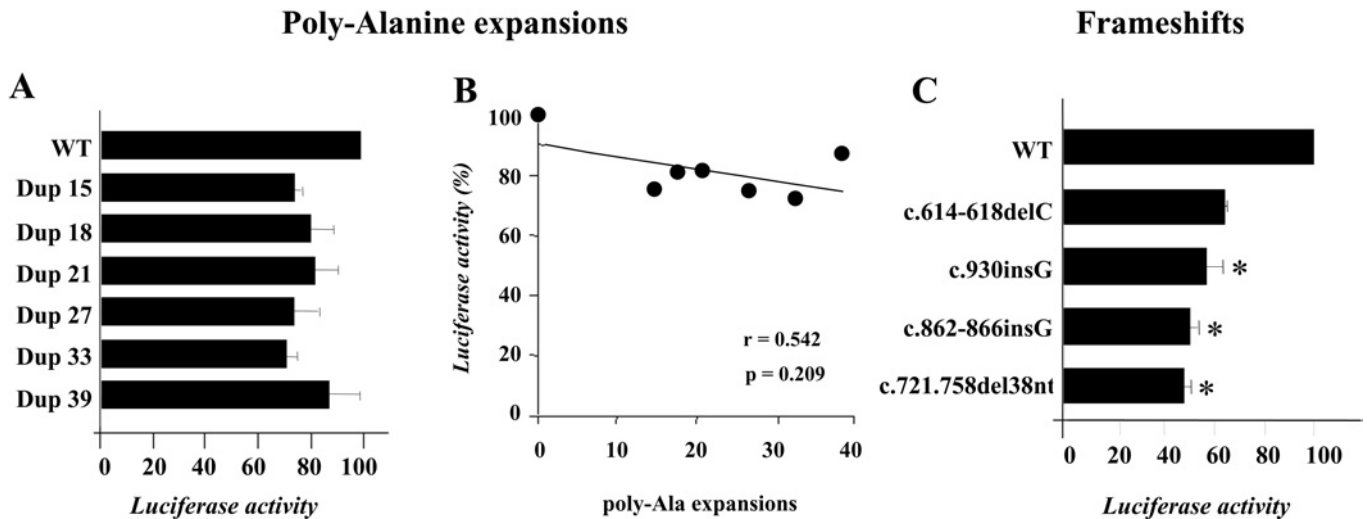 Poly-Alanine expansions
Frameshifts
A
WT
Dup 15
Dup 18
Dup 21
Dup 27
Dup 33
Dup 39
0 20 40 60 80 100
Luciferase activity
B
Luciferase activity (%)
100
80
60
40
20
0
r = 0.542
p = 0.209
0 10 20 30 40
poly-Ala expansions
C
WT
c.614-618delC
c.930insG
*
c.862-866insG
*
c.721.758del38nt
*
0 20 40 60 80 100
Luciferase activity